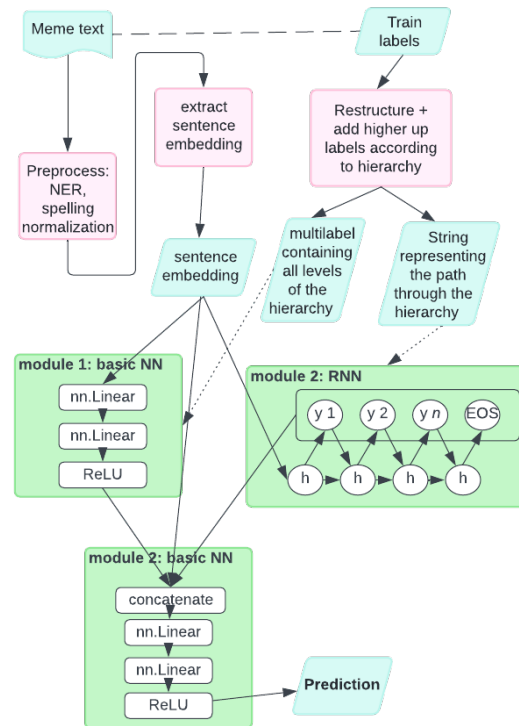 Meme text
Train
labels
extract
sentence
embedding
Restructure +
add higher up
labels according
to hierarchy
Preprocess:
NER,
spelling
normalization
sentence
embedding
multilabel
containing
all levels
of the
hierarchy
String
representing
the path
through the
hierarchy
module 1: basic NN
nn.Linear
nn.Linear
ReLU
module 2: RNN
y 1 y 2 y n EOS
h h h h
module 2: basic NN
concatenate
nn.Linear
nn.Linear
ReLU
Prediction